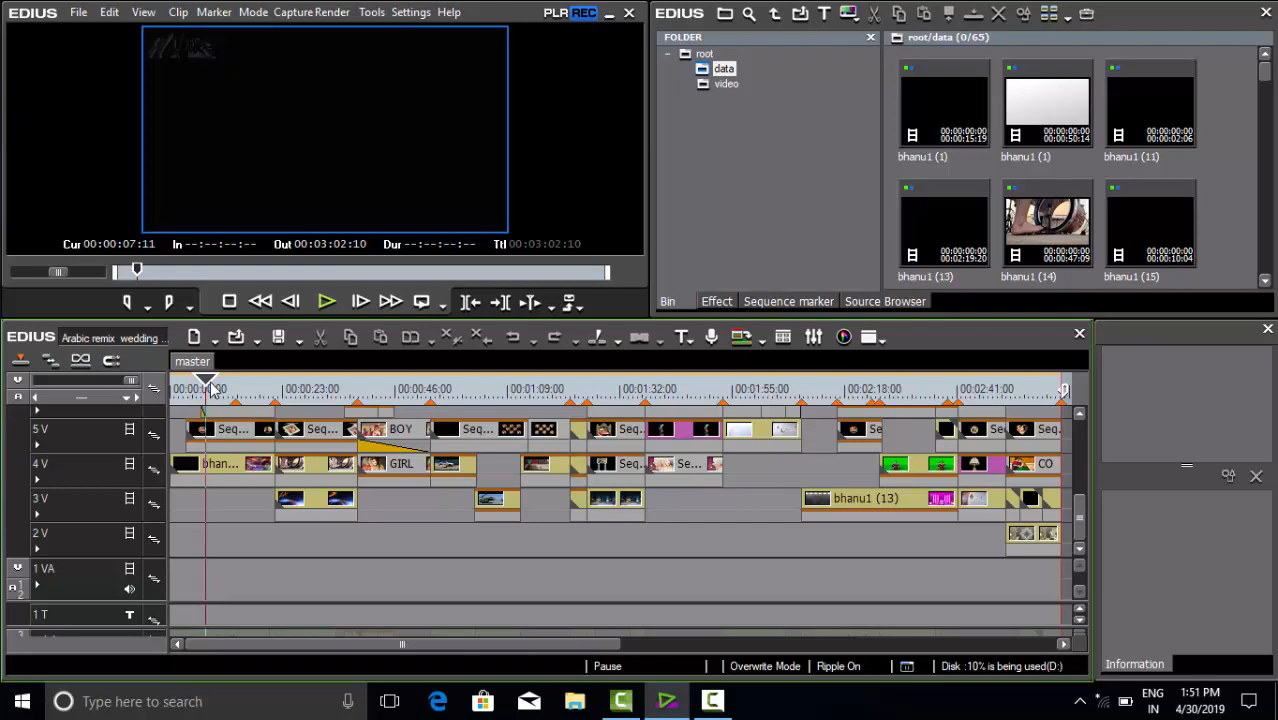 EDIUS File Edit View Clip Marker Mode Capture Render Tools Settings Help PLR REC
Cur 00:00:07:11 In --:--:--:-- Out 00:03:02:10 Dur --:--:--:-- Ttl 00:03:02:10
EDIUS
FOLDER
root
data
video
root/data (0/65)
00:00:00:00 00:00:00:00 00:00:00:00
00:00:15:19 00:00:50:14 00:00:02:06
bhanu1 (1) bhanu1 (1) bhanu1 (11)
00:00:00:00 00:00:00:00 00:00:00:00
00:02:19:20 00:00:47:09 00:00:10:04
bhanu1 (13) bhanu1 (14) bhanu1 (15)
Bin Effect Sequence marker Source Browser
EDIUS Arabic remix wedding ...
master
00:00:23:00 00:00:46:00 00:01:09:00 00:01:32:00 00:01:55:00 00:02:18:00 00:02:41:00
5 V Seq... Seq... BOY Seq... Seq... Se Se Seq.
4 V bhan... GIRL Seq... Se... CO
3 V bhanu1 (13)
2 V
1 VA
A 1 2
1 T
Pause Overwrite Mode Ripple On Disk :10% is being used(D:)
Information
Type here to search
ENG
IN
1:51 PM
4/30/2019